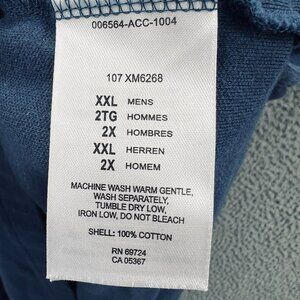 006564-ACC-1004
107 XM6268
XXL MENS
2TG HOMMES
2X HOMBRES
XXL HERREN
2X HOMEM
MACHINE WASH WARM GENTLE,
WASH SEPARATELY,
TUMBLE DRY LOW,
IRON LOW, DO NOT BLEACH
SHELL: 100% COTTON
RN 69724
CA 05367